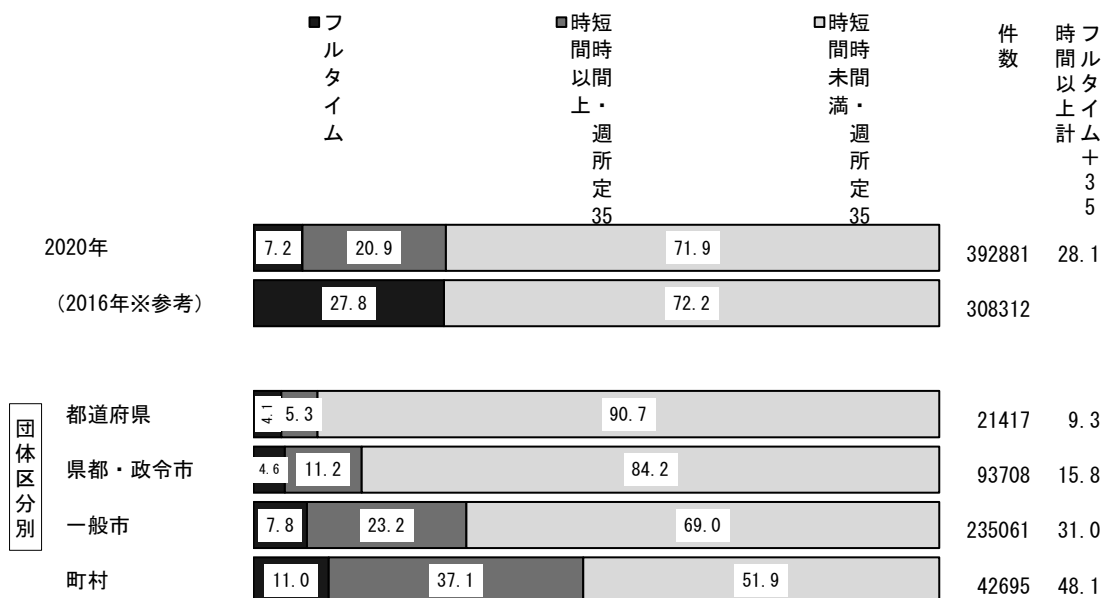 ■フルタイム
■短時間・週所定35
時間以上
□短時間・週所定35
時間未満
件数
フルタイム+35
時間以上計
2020年 7.2 20.9 71.9 392881 28.1
(2016年※参考) 27.8 72.2 308312
団体区分別
都道府県 4.1 5.3 90.7 21417 9.3
県都・政令市 4.6 11.2 84.2 93708 15.8
一般市 7.8 23.2 69.0 235061 31.0
町村 11.0 37.1 51.9 42695 48.1